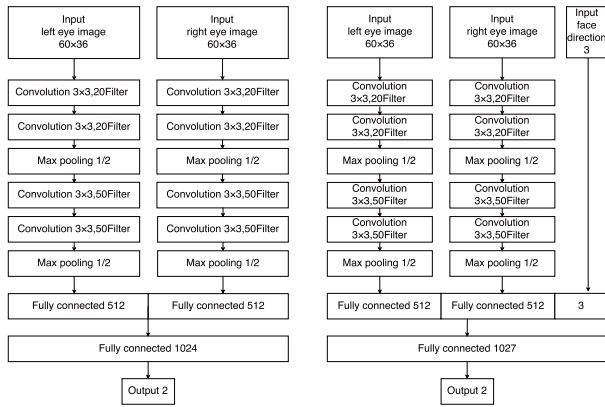 Input
left eye image
60×36
Input
right eye image
60×36
Convolution 3×3,20Filter
Convolution 3×3,20Filter
Convolution 3×3,20Filter
Convolution 3×3,20Filter
Max pooling 1/2
Max pooling 1/2
Convolution 3×3,50Filter
Convolution 3×3,50Filter
Convolution 3×3,50Filter
Convolution 3×3,50Filter
Max pooling 1/2
Max pooling 1/2
Fully connected 512
Fully connected 512
Fully connected 1024
Output 2
Input
left eye image
60×36
Input
right eye image
60×36
Input
face
direction
3
Convolution
3×3,20Filter
Convolution
3×3,20Filter
Convolution
3×3,20Filter
Convolution
3×3,20Filter
Max pooling 1/2
Max pooling 1/2
Convolution
3×3,50Filter
Convolution
3×3,50Filter
Convolution
3×3,50Filter
Convolution
3×3,50Filter
Max pooling 1/2
Max pooling 1/2
Fully connected 512
Fully connected 512
3
Fully connected 1027
Output 2